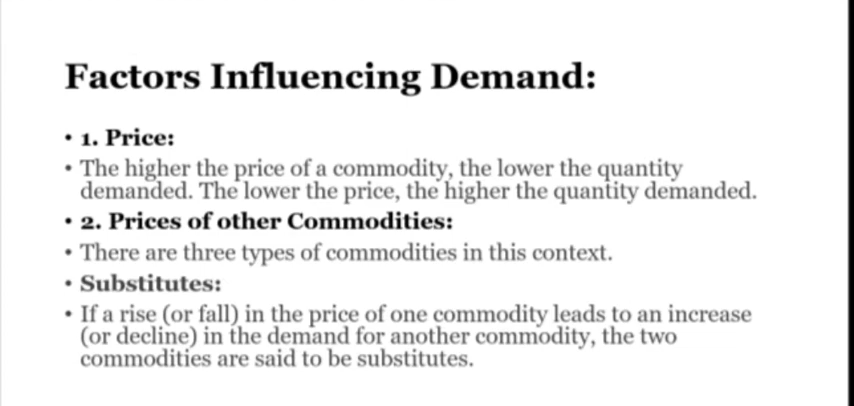 Factors Influencing Demand:
• 1. Price:
• The higher the price of a commodity, the lower the quantity
demanded. The lower the price, the higher the quantity demanded.
• 2. Prices of other Commodities:
• There are three types of commodities in this context.
• Substitutes:
• If a rise (or fall) in the price of one commodity leads to an increase
(or decline) in the demand for another commodity, the two
commodities are said to be substitutes.